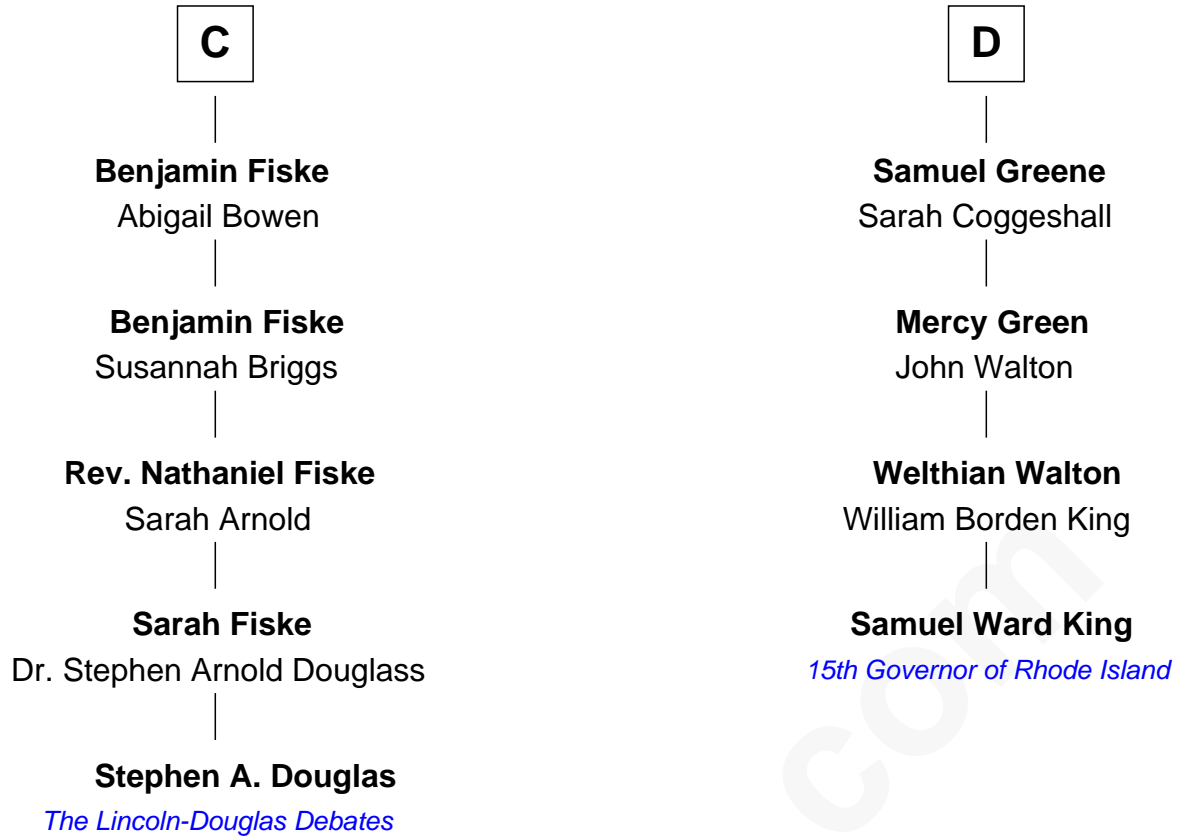 C
Benjamin Fiske
Abigail Bowen
Benjamin Fiske
Susannah Briggs
Rev. Nathaniel Fiske
Sarah Arnold
Sarah Fiske
Dr. Stephen Arnold Douglass
Stephen A. Douglas
The Lincoln-Douglas Debates
D
Samuel Greene
Sarah Coggeshall
Mercy Green
John Walton
Welthian Walton
William Borden King
Samuel Ward King
15th Governor of Rhode Island
com